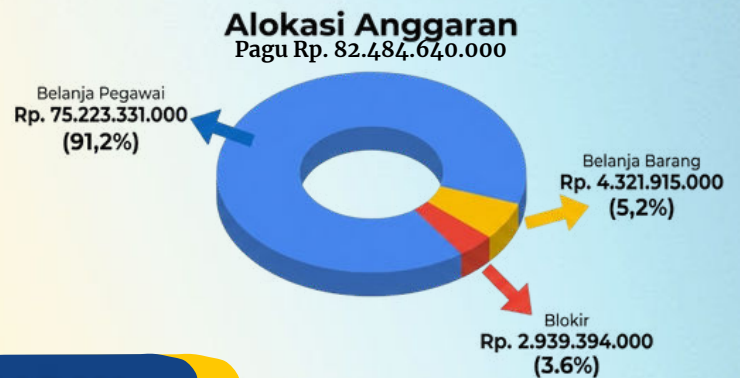 Alokasi Anggaran
Pagu Rp. 82.484.640.000
Belanja Pegawai
Rp. 75.223.331.000
(91,2%)
Belanja Barang
Rp. 4.321.915.000
(5,2%)
Blokir
Rp. 2.939.394.000
(3.6%)